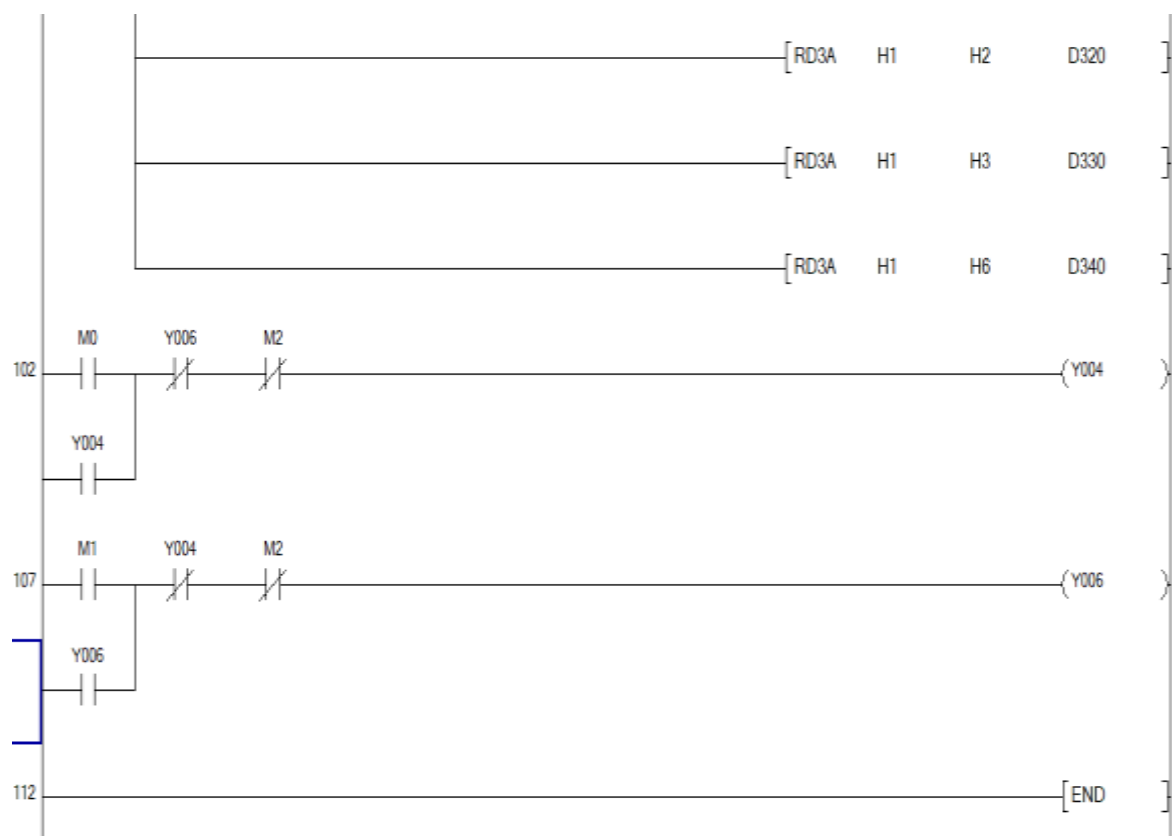 RD3A H1 H2 D320
RD3A H1 H3 D330
RD3A H1 H6 D340
M0 Y006 M2
102 Y004
Y004
M1 Y004 M2
107 Y006
Y006
112 END